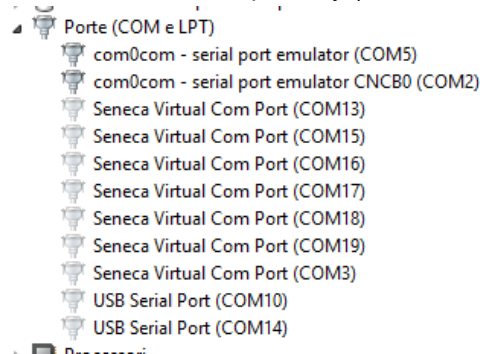 Porte (COM e LPT)
com0com - serial port emulator (COM5)
com0com - serial port emulator CNCB0 (COM2)
Seneca Virtual Com Port (COM13)
Seneca Virtual Com Port (COM15)
Seneca Virtual Com Port (COM16)
Seneca Virtual Com Port (COM17)
Seneca Virtual Com Port (COM18)
Seneca Virtual Com Port (COM19)
Seneca Virtual Com Port (COM3)
USB Serial Port (COM10)
USB Serial Port (COM14)